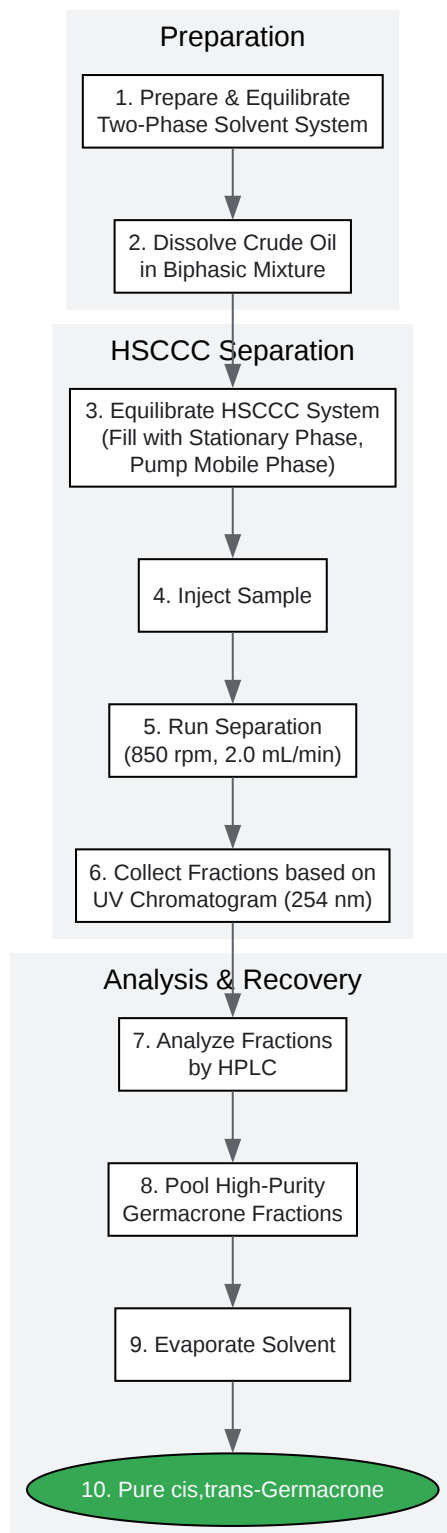 Preparation
1. Prepare & Equilibrate
Two-Phase Solvent System
2. Dissolve Crude Oil
in Biphasic Mixture
HSCCC Separation
3. Equilibrate HSCCC System
(Fill with Stationary Phase,
Pump Mobile Phase)
4. Inject Sample
5. Run Separation
(850 rpm, 2.0 mL/min)
6. Collect Fractions based on
UV Chromatogram (254 nm)
Analysis & Recovery
7. Analyze Fractions
by HPLC
8. Pool High-Purity
Germacrone Fractions
9. Evaporate Solvent
10. Pure cis,trans-Germacrone